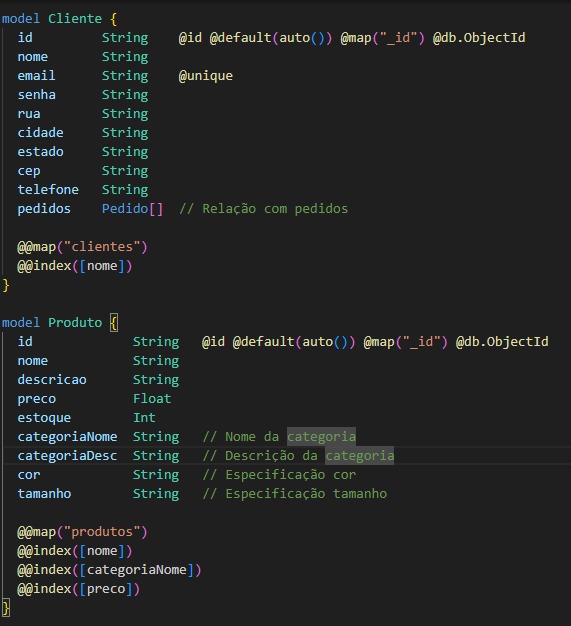 model Cliente {
  id         String    @id @default(auto()) @map("_id") @db.ObjectId
  nome       String
  email      String    @unique
  senha      String
  rua        String
  cidade     String
  estado     String
  cep        String
  telefone   String
  pedidos    Pedido[]  // Relação com pedidos

  @@map("clientes")
  @@index([nome])
}

model Produto {
  id             String   @id @default(auto()) @map("_id") @db.ObjectId
  nome           String
  descricao      String
  preco          Float
  estoque        Int
  categoriaNome  String   // Nome da categoria
  categoriaDesc  String   // Descrição da categoria
  cor            String   // Especificação cor
  tamanho        String   // Especificação tamanho

  @@map("produtos")
  @@index([nome])
  @@index([categoriaNome])
  @@index([preco])
}